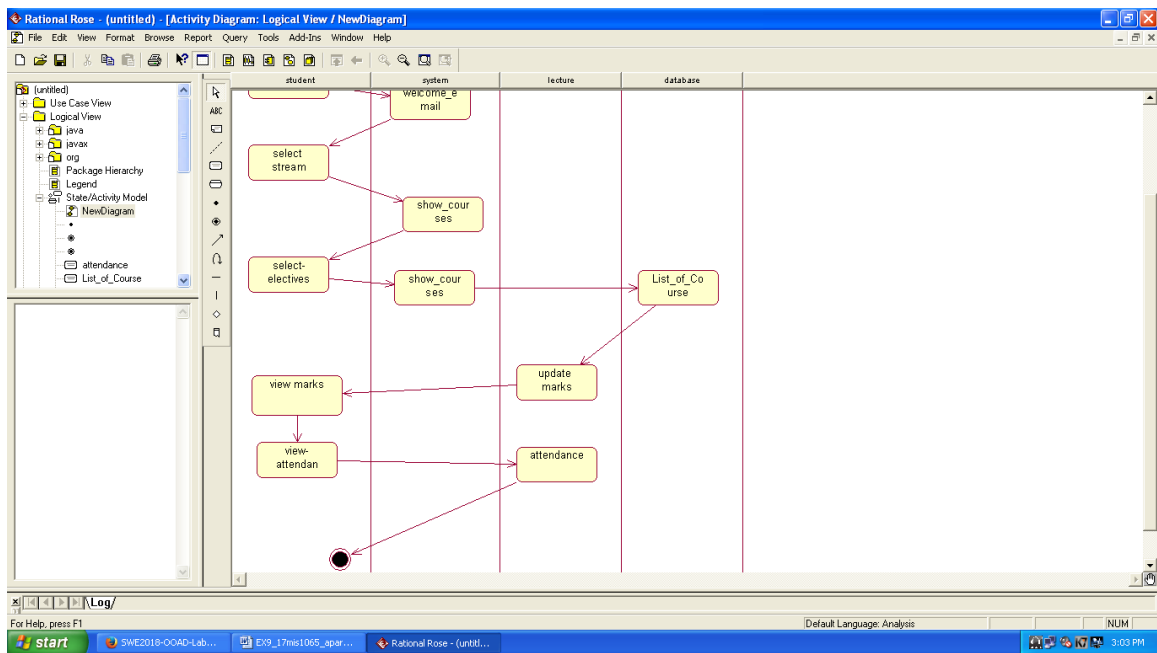 Rational Rose - (untitled) - [Activity Diagram: Logical View / NewDiagram]
File Edit View Format Browse Report Query Tools Add-Ins Window Help
(untitled)
Use Case View
Logical View
java
javax
org
Package Hierarchy
Legend
State/Activity Model
NewDiagram
attendance
List_of_Course
ABC
student system lecture database
welcome_e
mail
select
stream
show_cour
ses
select-
electives
show_cour
ses
List_of_Co
urse
update
marks
view marks
view-
attendan
attendance
Log
For Help, press F1
Default Language: Analysis
NUM
start
SWE2018-OOAD-Lab...
EX9_17mis1065_apar...
Rational Rose - (untitl...
3:03 PM